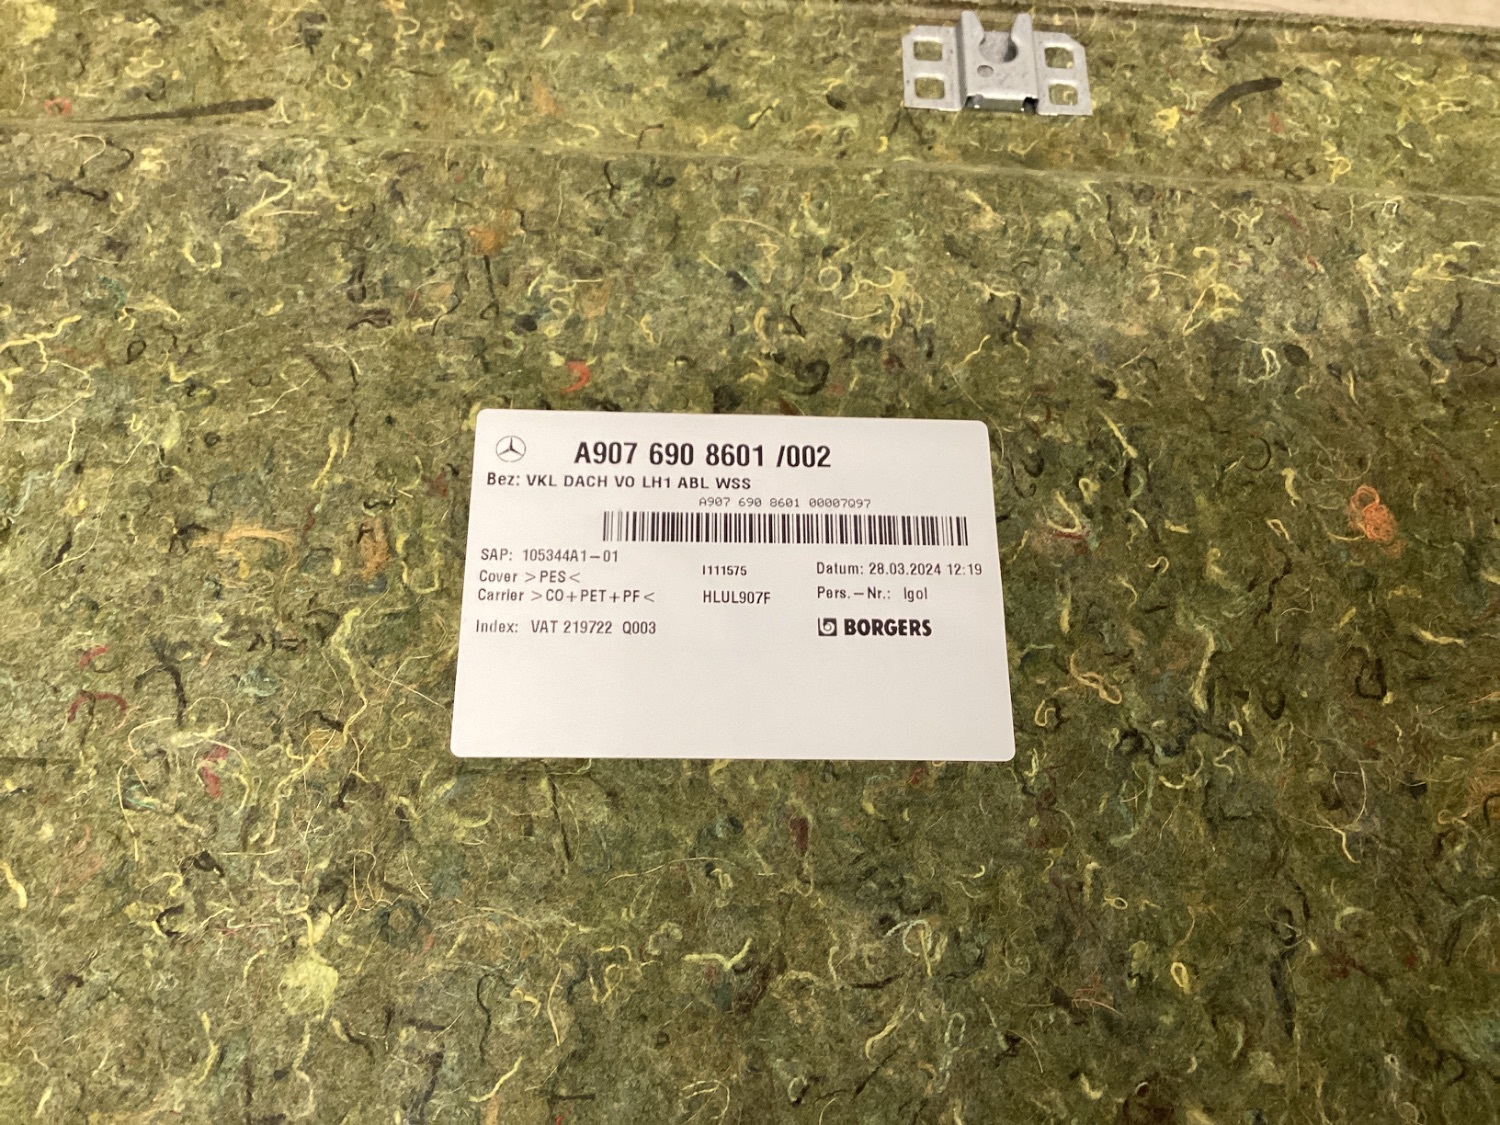 A907 690 8601 /002
Bez: VKL DACH VO LH1 ABL WSS
A907 690 8601 00007Q97
SAP: 105344A1-01
Cover >PES< I111575 Datum: 28.03.2024 12:19
Carrier >CO+PET+PF< HLUL907F Pers.-Nr.: Igol
Index: VAT 219722 Q003 BORGERS